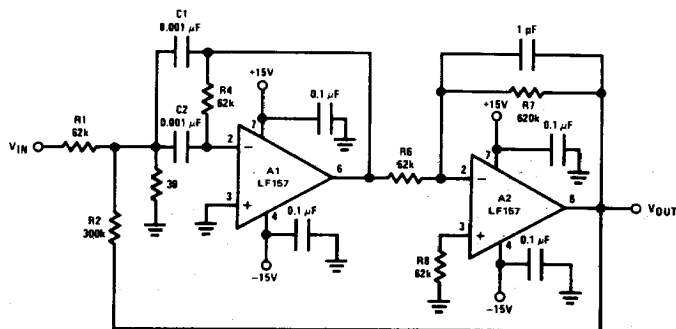 C1
0.001 µF
1 pF
R4
62k
+15V
0.1 µF
R7
620k
C2
0.001 µF
+15V
0.1 µF
R1
62k
VIN
2
7
−
A1
LF157
6
R6
62k
2
7
−
A2
LF157
6
VOUT
39
3
+
4
R2
300k
0.1 µF
−15V
3
+
4
R8
62k
0.1 µF
−15V